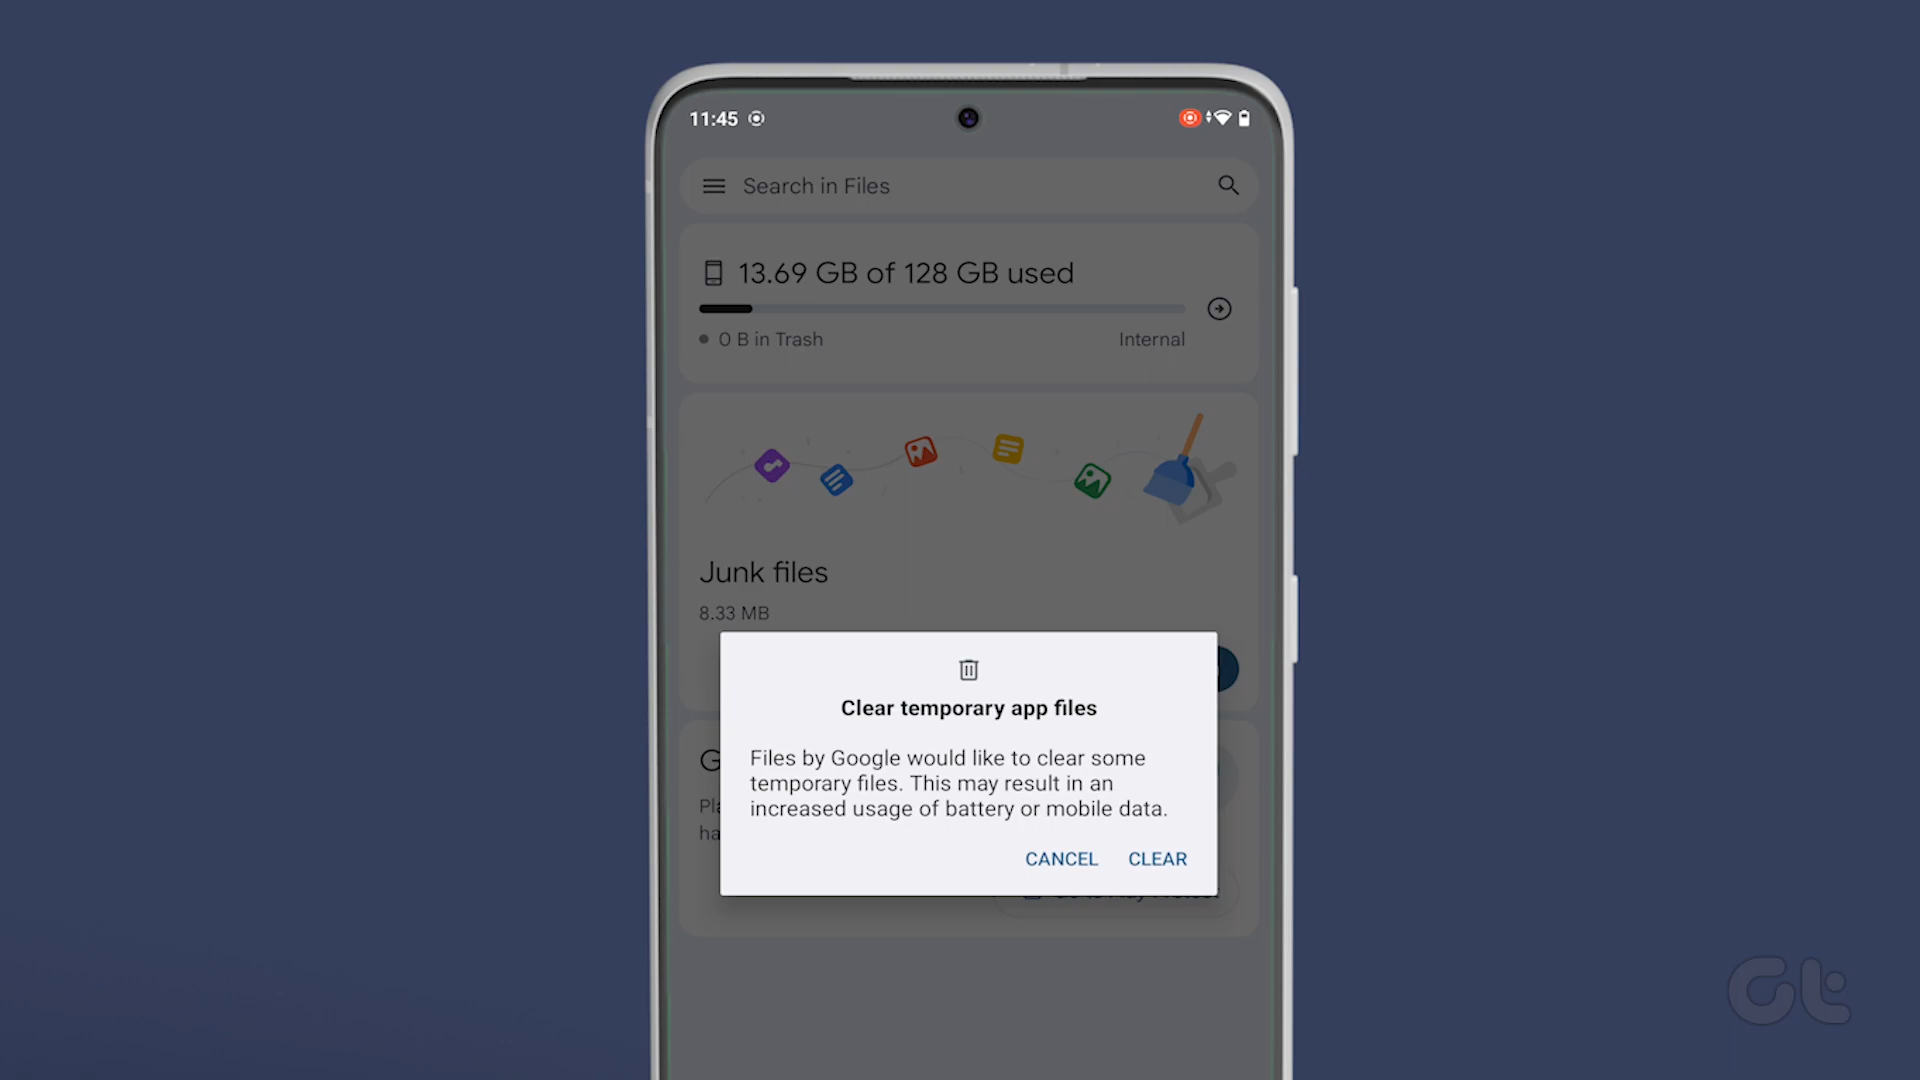 11:45
Search in Files
13.69 GB of 128 GB used
0 B in Trash
Internal
Junk files
8.33 MB
Clear temporary app files
Files by Google would like to clear some
temporary files. This may result in an
increased usage of battery or mobile data.
CANCEL CLEAR
Gt